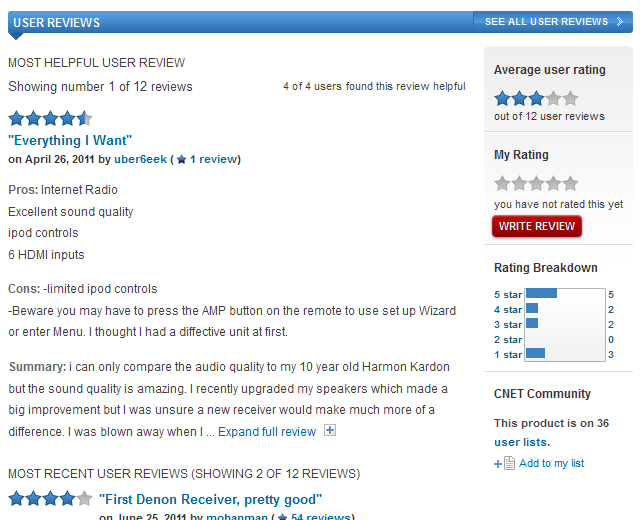 USER REVIEWS
SEE ALL USER REVIEWS
MOST HELPFUL USER REVIEW
Showing number 1 of 12 reviews
4 of 4 users found this review helpful
"Everything I Want"
on April 26, 2011 by uber6eek ( 1 review)
Pros: Internet Radio
Excellent sound quality
ipod controls
6 HDMI inputs
Cons: -limited ipod controls
-Beware you may have to press the AMP button on the remote to use set up Wizard
or enter Menu. I thought I had a diffective unit at first.
Summary: i can only compare the audio quality to my 10 year old Harmon Kardon
but the sound quality is amazing. I recently upgraded my speakers which made a
big improvement but I was unsure a new receiver would make much more of a
difference. I was blown away when I ... Expand full review
MOST RECENT USER REVIEWS (SHOWING 2 OF 12 REVIEWS)
"First Denon Receiver, pretty good"
on June 25, 2011 by mohanman ( 54 reviews)
Average user rating
out of 12 user reviews
My Rating
you have not rated this yet
WRITE REVIEW
Rating Breakdown
5 star 5
4 star 2
3 star 2
2 star 0
1 star 3
CNET Community
This product is on 36
user lists.
Add to my list